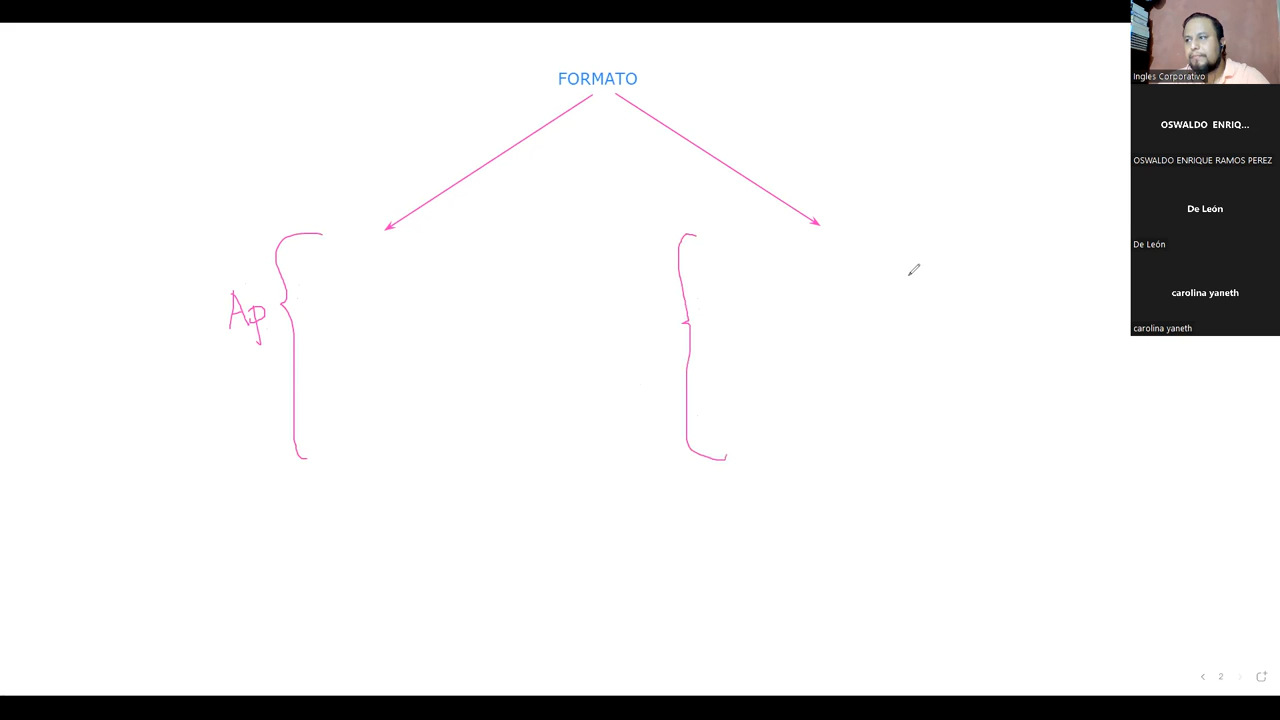 FORMATO
Ap
Ingles Corporativo
OSWALDO ENRIQ...
OSWALDO ENRIQUE RAMOS PEREZ
De León
De León
carolina yaneth
carolina yaneth
2